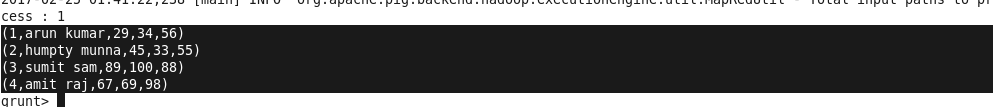 2017-02-23 01:41:22,238 [main] INFO  org.apache.pig.backend.hadoop.executionengine.util.MapRedUtil - Total input paths to pr
cess : 1
(1,arun kumar,29,34,56)
(2,humpty munna,45,33,55)
(3,sumit sam,89,100,88)
(4,amit raj,67,69,98)
grunt>